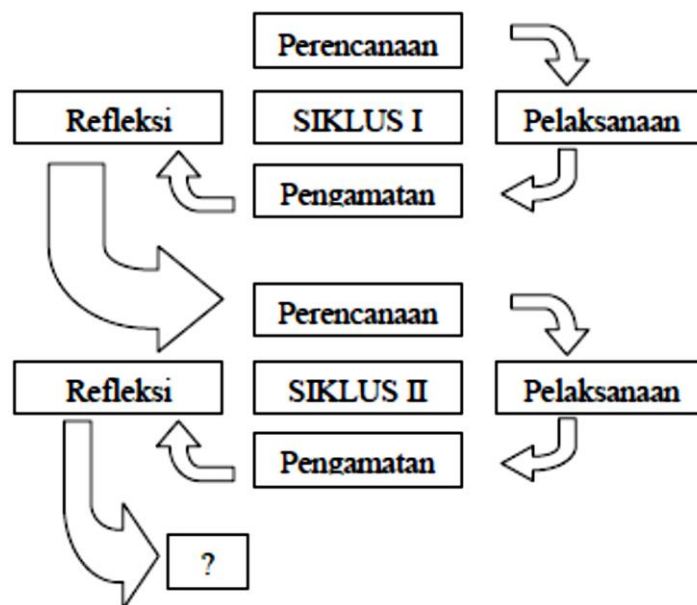 Perencanaan
Refleksi
SIKLUS I
Pelaksanaan
Pengamatan
Perencanaan
Refleksi
SIKLUS II
Pelaksanaan
Pengamatan
?